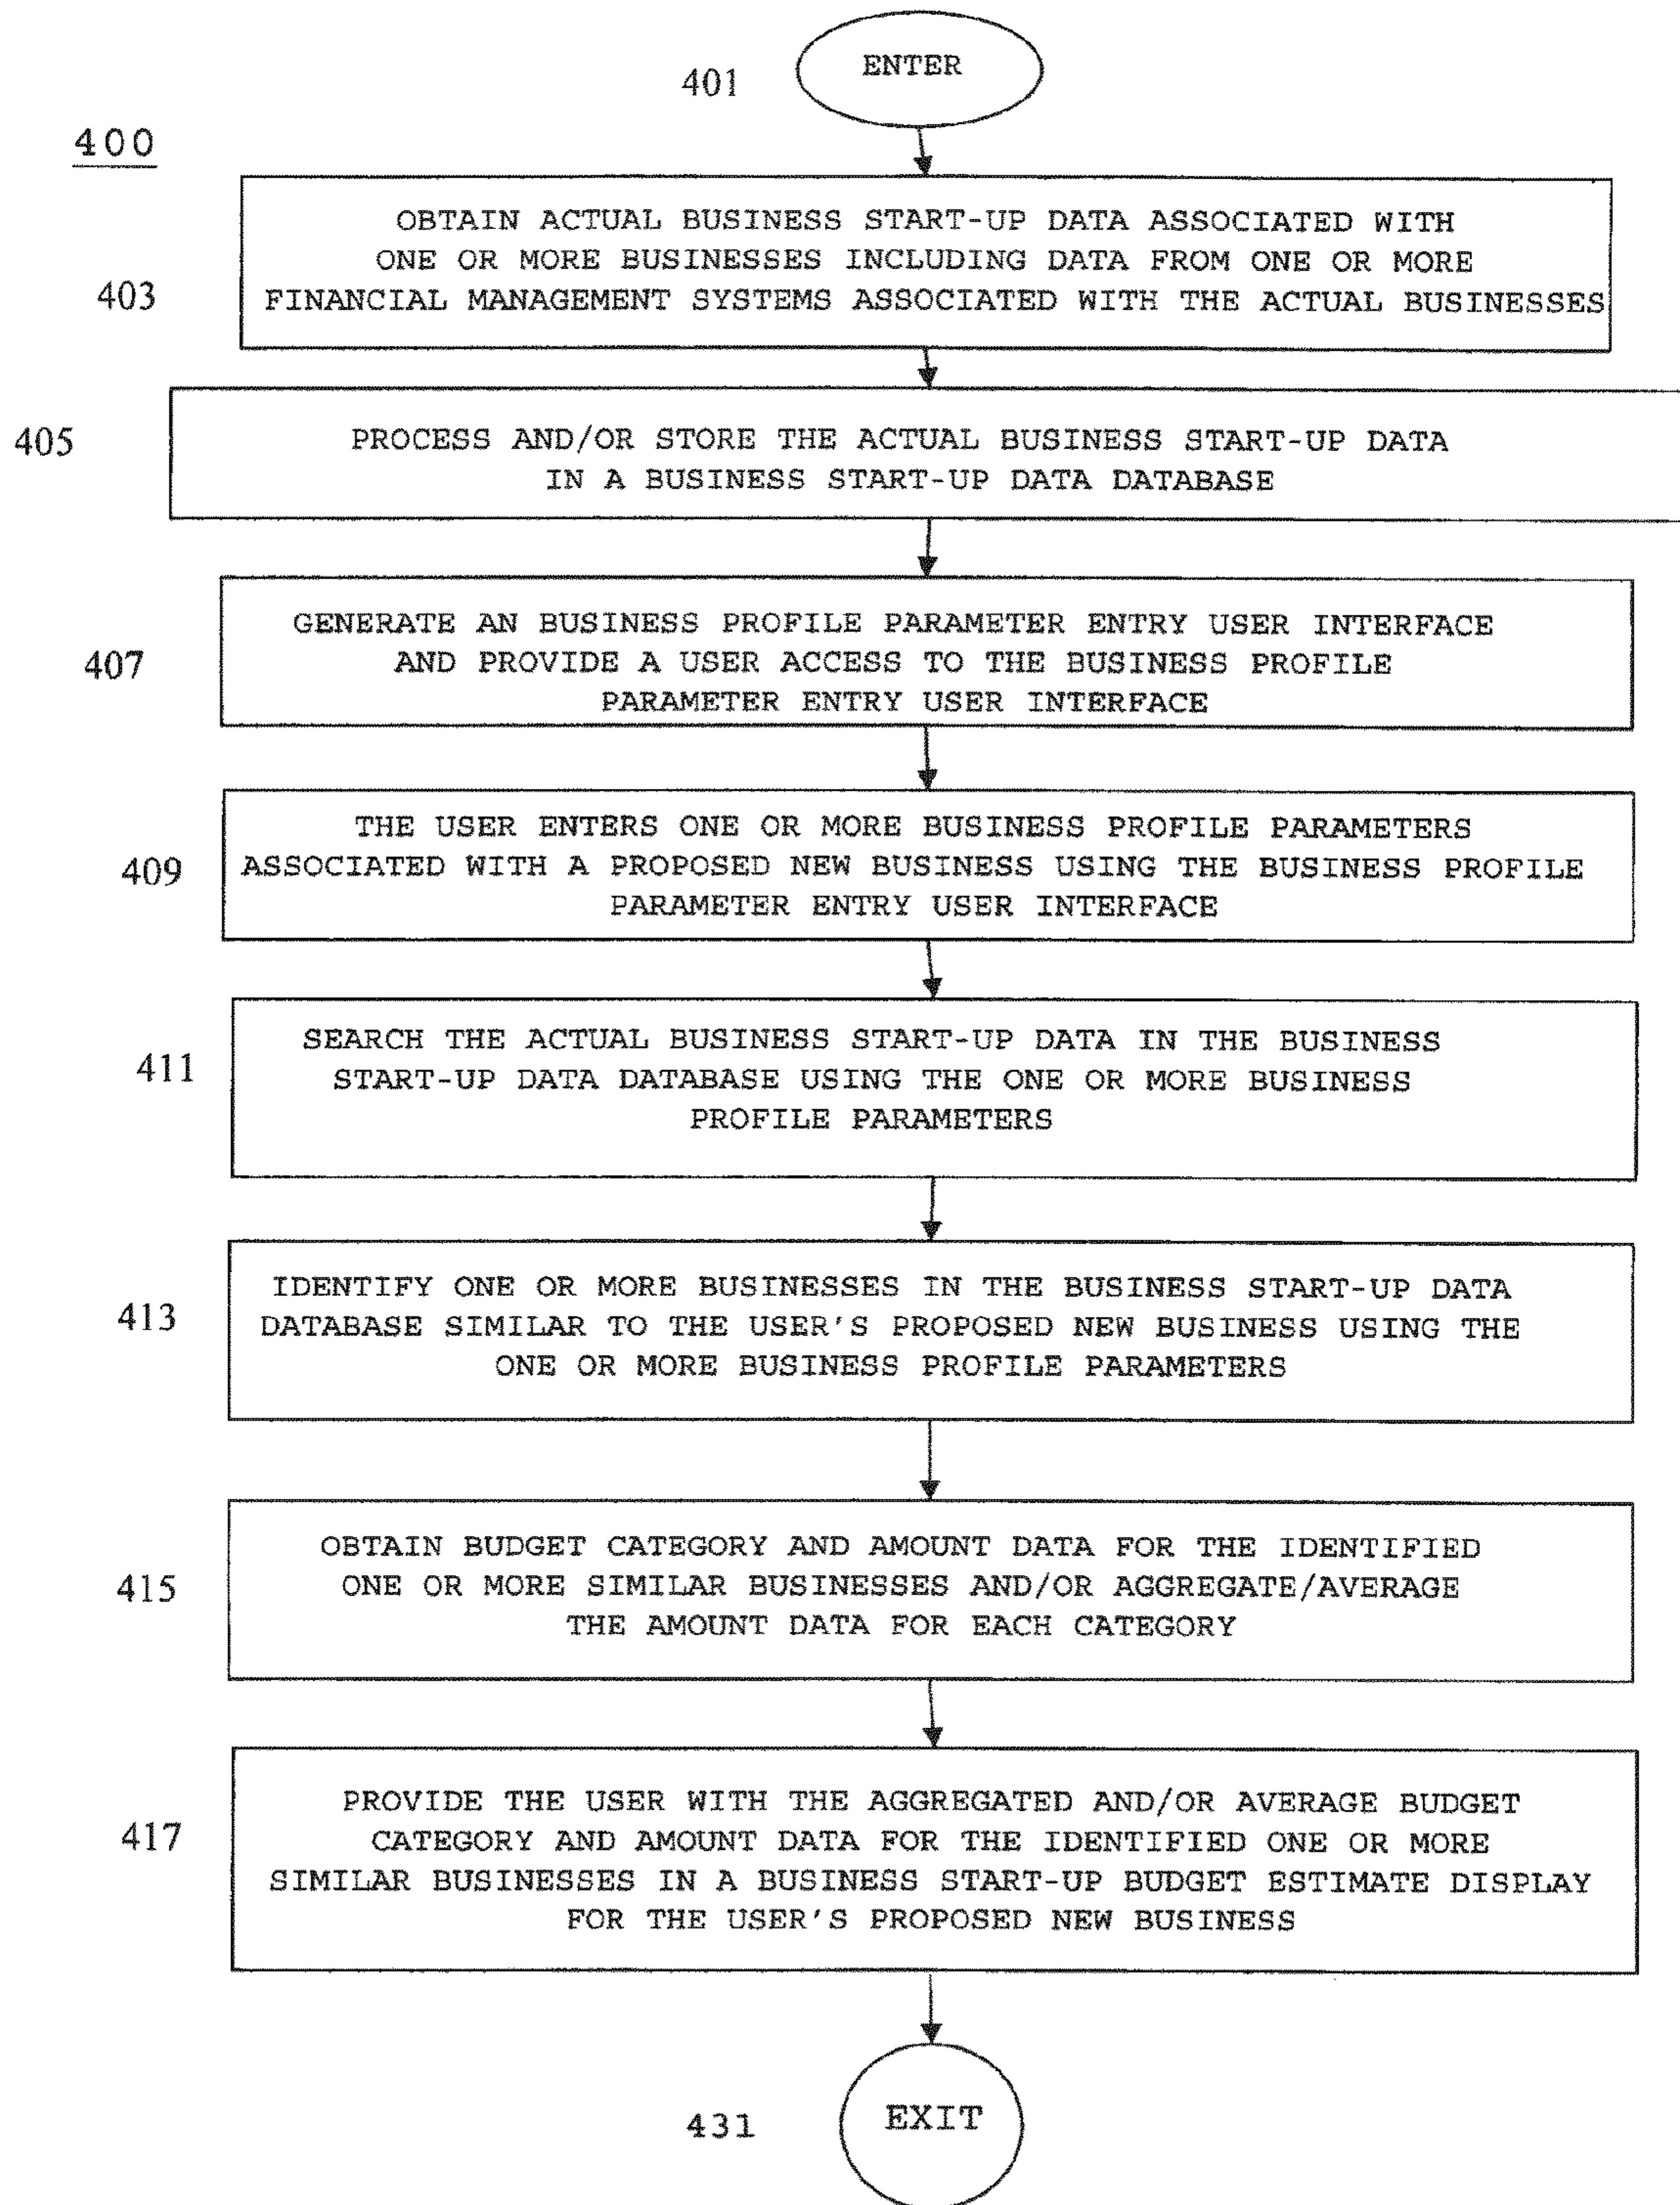 401 ENTER
400
OBTAIN ACTUAL BUSINESS START-UP DATA ASSOCIATED WITH
ONE OR MORE BUSINESSES INCLUDING DATA FROM ONE OR MORE
403 FINANCIAL MANAGEMENT SYSTEMS ASSOCIATED WITH THE ACTUAL BUSINESSES
405 PROCESS AND/OR STORE THE ACTUAL BUSINESS START-UP DATA
IN A BUSINESS START-UP DATA DATABASE
GENERATE AN BUSINESS PROFILE PARAMETER ENTRY USER INTERFACE
407 AND PROVIDE A USER ACCESS TO THE BUSINESS PROFILE
PARAMETER ENTRY USER INTERFACE
THE USER ENTERS ONE OR MORE BUSINESS PROFILE PARAMETERS
409 ASSOCIATED WITH A PROPOSED NEW BUSINESS USING THE BUSINESS PROFILE
PARAMETER ENTRY USER INTERFACE
SEARCH THE ACTUAL BUSINESS START-UP DATA IN THE BUSINESS
411 START-UP DATA DATABASE USING THE ONE OR MORE BUSINESS
PROFILE PARAMETERS
IDENTIFY ONE OR MORE BUSINESSES IN THE BUSINESS START-UP DATA
413 DATABASE SIMILAR TO THE USER'S PROPOSED NEW BUSINESS USING THE
ONE OR MORE BUSINESS PROFILE PARAMETERS
OBTAIN BUDGET CATEGORY AND AMOUNT DATA FOR THE IDENTIFIED
415 ONE OR MORE SIMILAR BUSINESSES AND/OR AGGREGATE/AVERAGE
THE AMOUNT DATA FOR EACH CATEGORY
PROVIDE THE USER WITH THE AGGREGATED AND/OR AVERAGE BUDGET
417 CATEGORY AND AMOUNT DATA FOR THE IDENTIFIED ONE OR MORE
SIMILAR BUSINESSES IN A BUSINESS START-UP BUDGET ESTIMATE DISPLAY
FOR THE USER'S PROPOSED NEW BUSINESS
431 EXIT